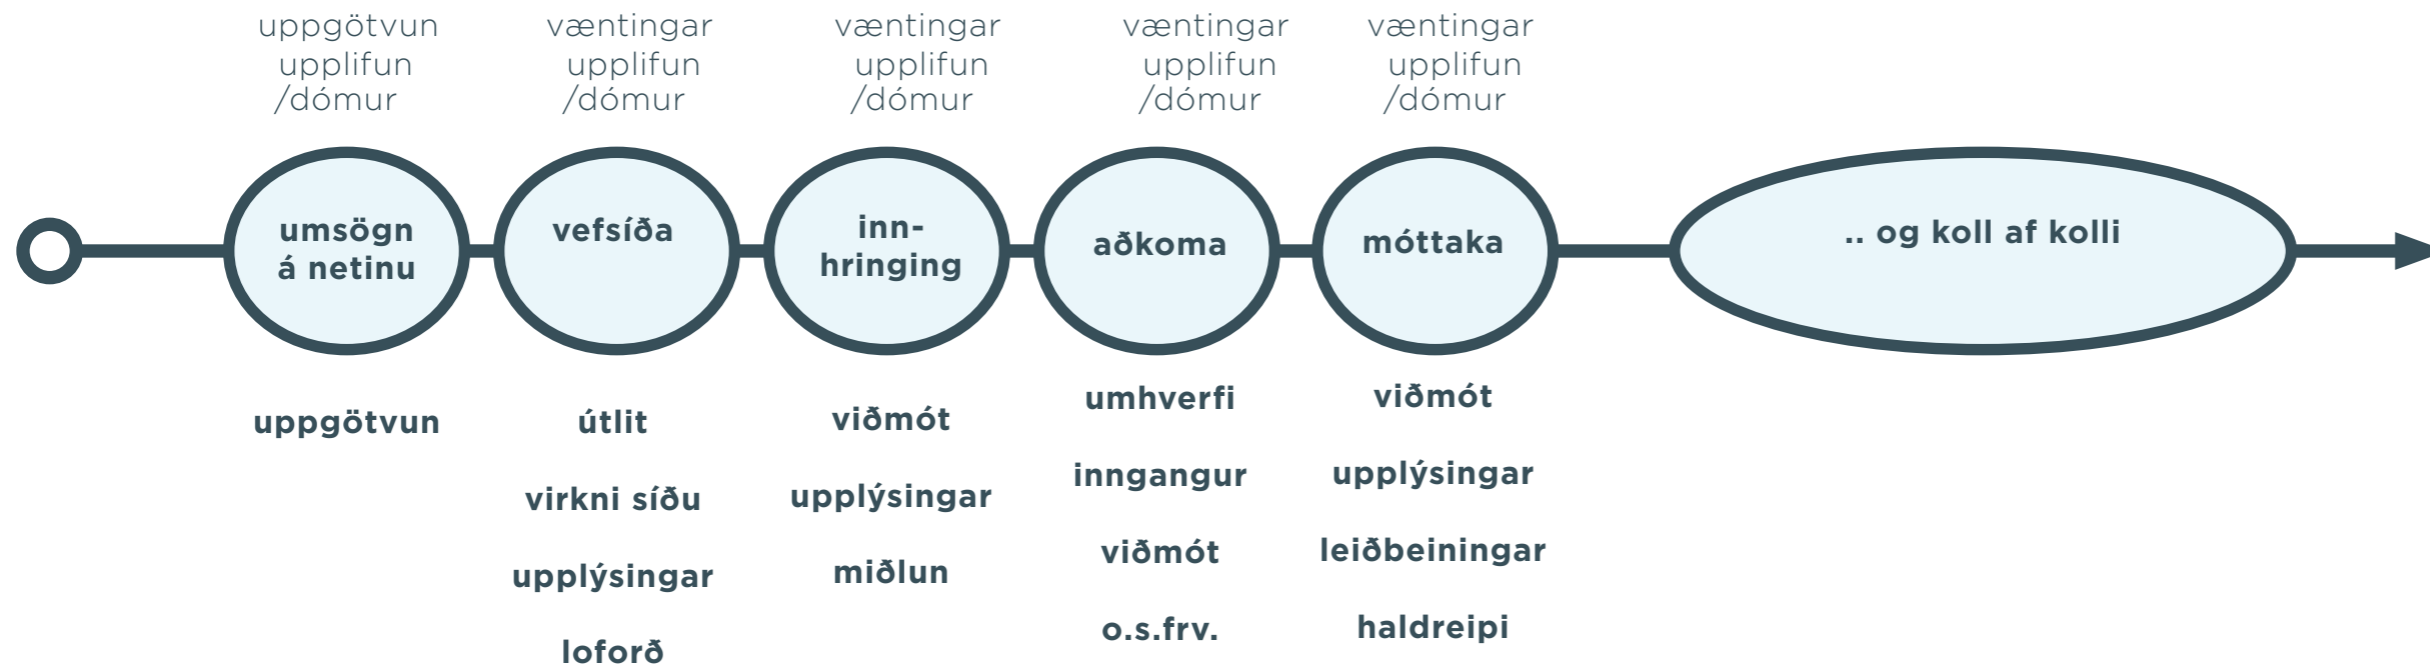 uppgötvun
upplifun
/dómur
væntingar
upplifun
/dómur
væntingar
upplifun
/dómur
væntingar
upplifun
/dómur
væntingar
upplifun
/dómur
umsögn
á netinu
vefsíða
inn-
hringing
aðkoma
móttaka
.. og koll af kolli
uppgötvun
útlit
virkni síðu
upplýsingar
loforð
viðmót
upplýsingar
miðlun
umhverfi
inngangur
viðmót
o.s.frv.
viðmót
upplýsingar
leiðbeiningar
haldreipi